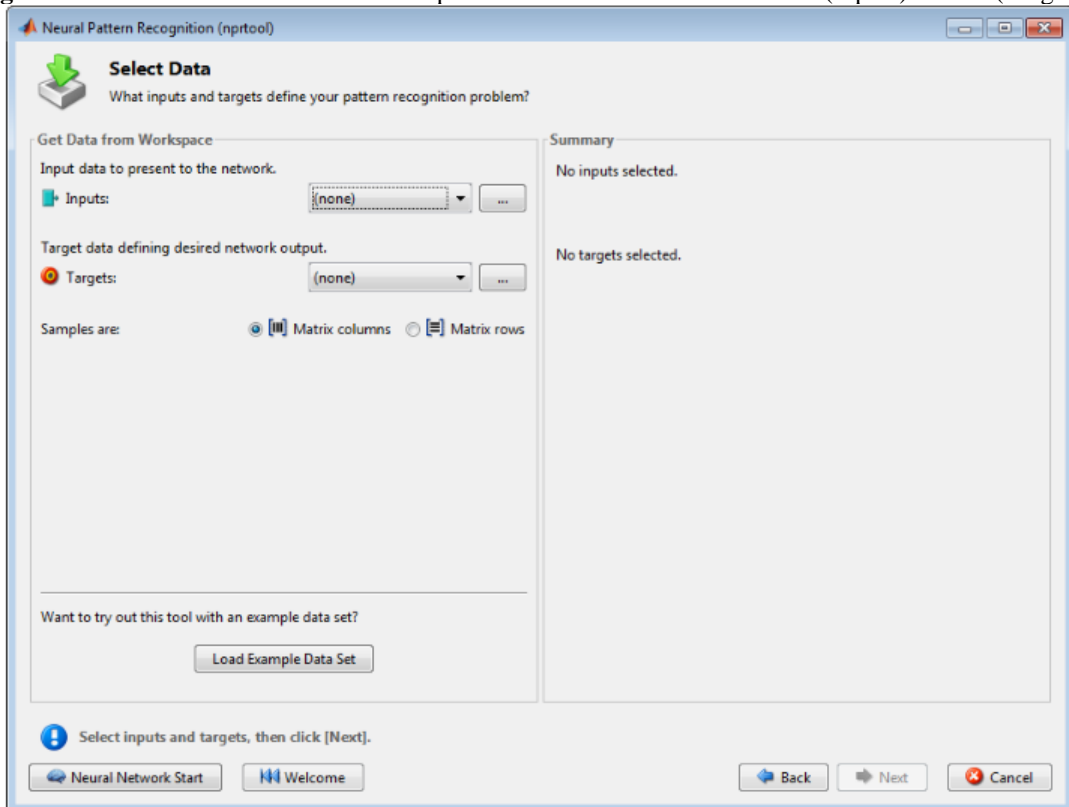 Neural Pattern Recognition (nprtool)
Select Data
What inputs and targets define your pattern recognition problem?
Get Data from Workspace
Input data to present to the network.
Inputs: (none) ...
Target data defining desired network output.
Targets: (none) ...
Samples are: Matrix columns Matrix rows
Want to try out this tool with an example data set?
Load Example Data Set
Summary
No inputs selected.
No targets selected.
Select inputs and targets, then click [Next].
Neural Network Start Welcome Back Next Cancel